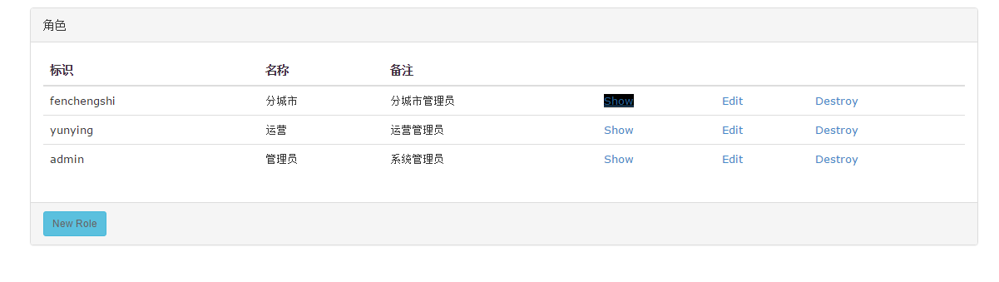 角色
标识 名称 备注
fenchengshi 分城市 分城市管理员 Show Edit Destroy
yunying 运营 运营管理员 Show Edit Destroy
admin 管理员 系统管理员 Show Edit Destroy
New Role